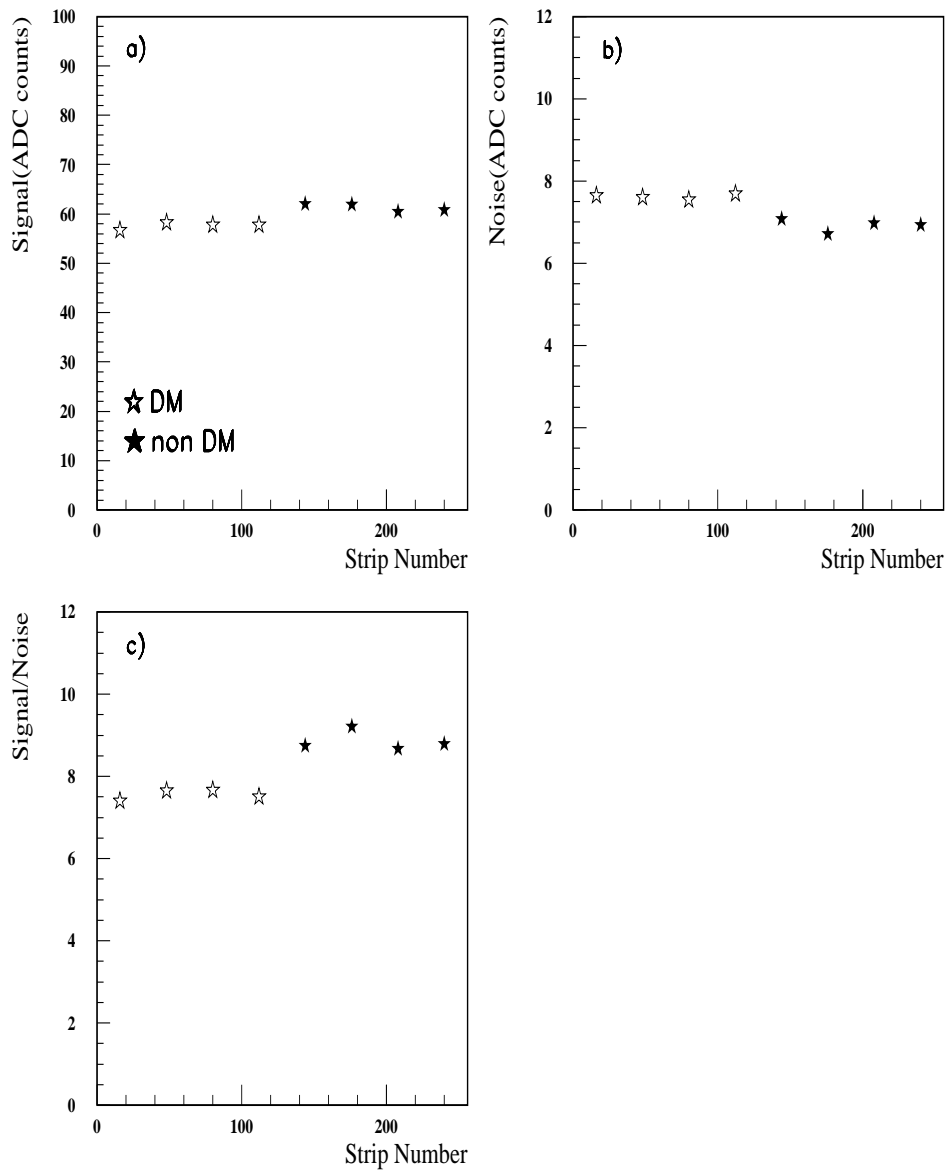 Signal(ADC counts)
a)
100
90
80
70
60
50
40
30
20
10
0
☆ DM
★ non DM
0 100 200
Strip Number
Noise(ADC counts)
b)
12
10
8
6
4
2
0
0 100 200
Strip Number
Signal/Noise
c)
12
10
8
6
4
2
0
0 100 200
Strip Number